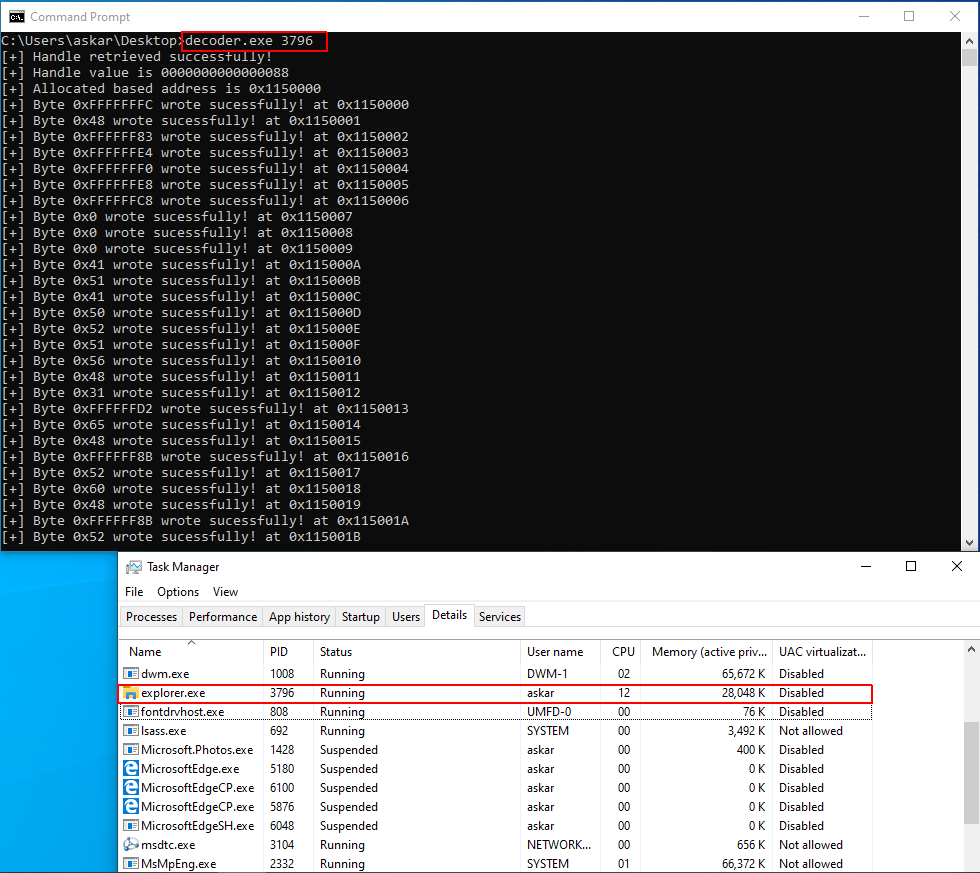 Command Prompt
C:\Users\askar\Desktop>decoder.exe 3796
[+] Handle retrieved successfully!
[+] Handle value is 0000000000000088
[+] Allocated based address is 0x1150000
[+] Byte 0xFFFFFFFC wrote sucessfully! at 0x1150000
[+] Byte 0x48 wrote sucessfully! at 0x1150001
[+] Byte 0xFFFFFF83 wrote sucessfully! at 0x1150002
[+] Byte 0xFFFFFFE4 wrote sucessfully! at 0x1150003
[+] Byte 0xFFFFFFF0 wrote sucessfully! at 0x1150004
[+] Byte 0xFFFFFFE8 wrote sucessfully! at 0x1150005
[+] Byte 0xFFFFFFC8 wrote sucessfully! at 0x1150006
[+] Byte 0x0 wrote sucessfully! at 0x1150007
[+] Byte 0x0 wrote sucessfully! at 0x1150008
[+] Byte 0x0 wrote sucessfully! at 0x1150009
[+] Byte 0x41 wrote sucessfully! at 0x115000A
[+] Byte 0x51 wrote sucessfully! at 0x115000B
[+] Byte 0x41 wrote sucessfully! at 0x115000C
[+] Byte 0x50 wrote sucessfully! at 0x115000D
[+] Byte 0x52 wrote sucessfully! at 0x115000E
[+] Byte 0x51 wrote sucessfully! at 0x115000F
[+] Byte 0x56 wrote sucessfully! at 0x1150010
[+] Byte 0x48 wrote sucessfully! at 0x1150011
[+] Byte 0x31 wrote sucessfully! at 0x1150012
[+] Byte 0xFFFFFFD2 wrote sucessfully! at 0x1150013
[+] Byte 0x65 wrote sucessfully! at 0x1150014
[+] Byte 0x48 wrote sucessfully! at 0x1150015
[+] Byte 0xFFFFFF8B wrote sucessfully! at 0x1150016
[+] Byte 0x52 wrote sucessfully! at 0x1150017
[+] Byte 0x60 wrote sucessfully! at 0x1150018
[+] Byte 0x48 wrote sucessfully! at 0x1150019
[+] Byte 0xFFFFFF8B wrote sucessfully! at 0x115001A
[+] Byte 0x52 wrote sucessfully! at 0x115001B
Task Manager
File Options View
Processes Performance App history Startup Users Details Services
Name PID Status User name CPU Memory (active priv... UAC virtualizat...
dwm.exe 1008 Running DWM-1 02 65,672 K Disabled
explorer.exe 3796 Running askar 12 28,048 K Disabled
fontdrvhost.exe 808 Running UMFD-0 00 76 K Disabled
lsass.exe 692 Running SYSTEM 00 3,492 K Not allowed
Microsoft.Photos.exe 1428 Suspended askar 00 400 K Disabled
MicrosoftEdge.exe 5180 Suspended askar 00 0 K Disabled
MicrosoftEdgeCP.exe 6100 Suspended askar 00 0 K Disabled
MicrosoftEdgeCP.exe 5876 Suspended askar 00 0 K Disabled
MicrosoftEdgeSH.exe 6048 Suspended askar 00 0 K Disabled
msdtc.exe 3104 Running NETWORK... 00 656 K Not allowed
MsMpEng.exe 2332 Running SYSTEM 01 66,372 K Not allowed